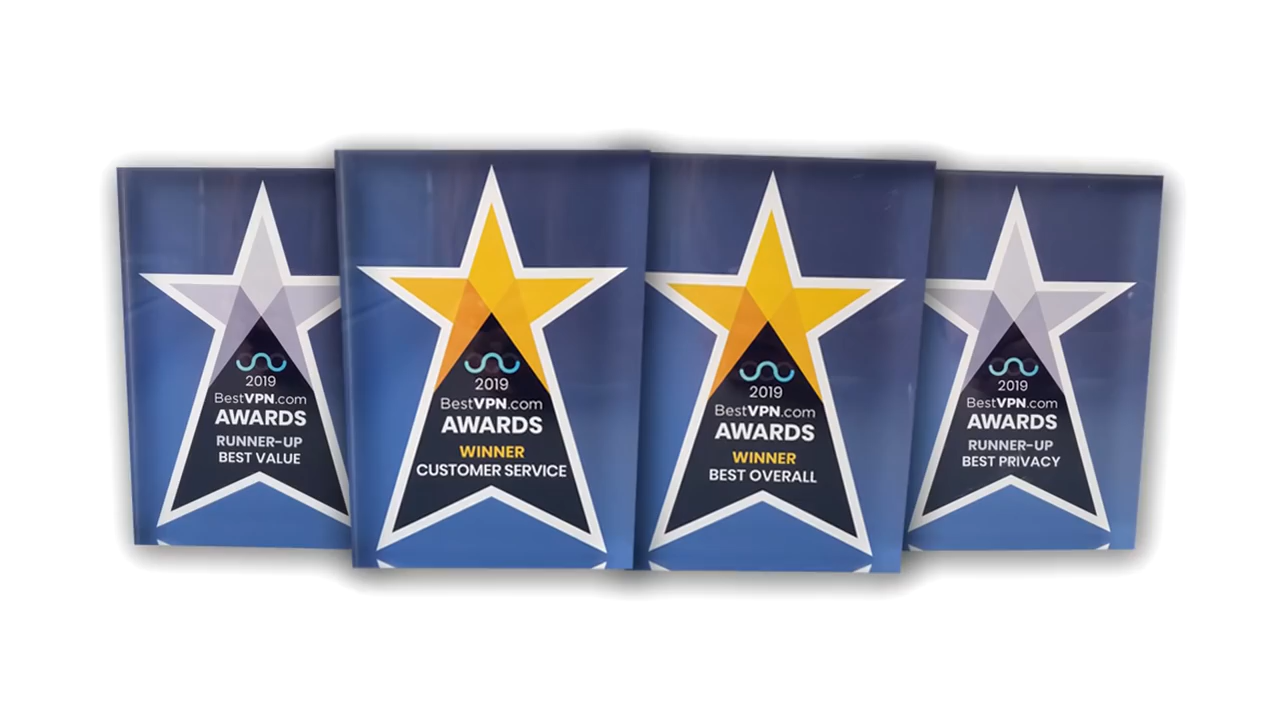 2019
BestVPN.com
AWARDS
RUNNER-UP
BEST VALUE
2019
BestVPN.com
AWARDS
WINNER
CUSTOMER SERVICE
2019
BestVPN.com
AWARDS
WINNER
BEST OVERALL
2019
BestVPN.com
AWARDS
RUNNER-UP
BEST PRIVACY